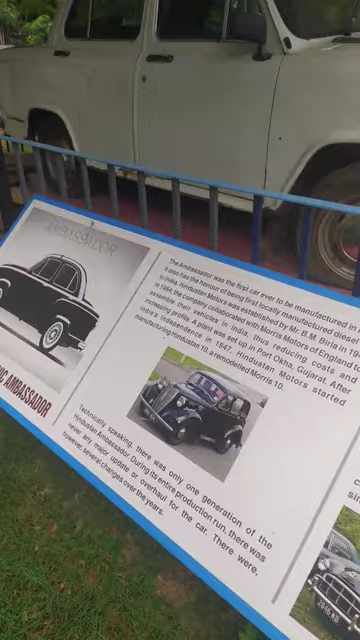 AMBASSADOR
AMBASSADOR
The Ambassador was the first car ever to be manufactured
it also has the honour of being first locally manufactured diesel
in India. Hindustan Motors was established by Mr. B. M. Birla in
the company collaborated with Morris Motors of England to
assemble their vehicles in India, thus reducing costs and
increasing profits. A plant was set up in Port Okha, Gujarat. After
India's independence in 1947, Hindustan Motors started
manufacturing Hindustan 10, a remodelled Morris 10.
Technically speaking, there was only one generation of the
Hindustan Ambassador. During its entire production run, there was
never any major update or overhaul for the car. There were,
however, several changes over the years.